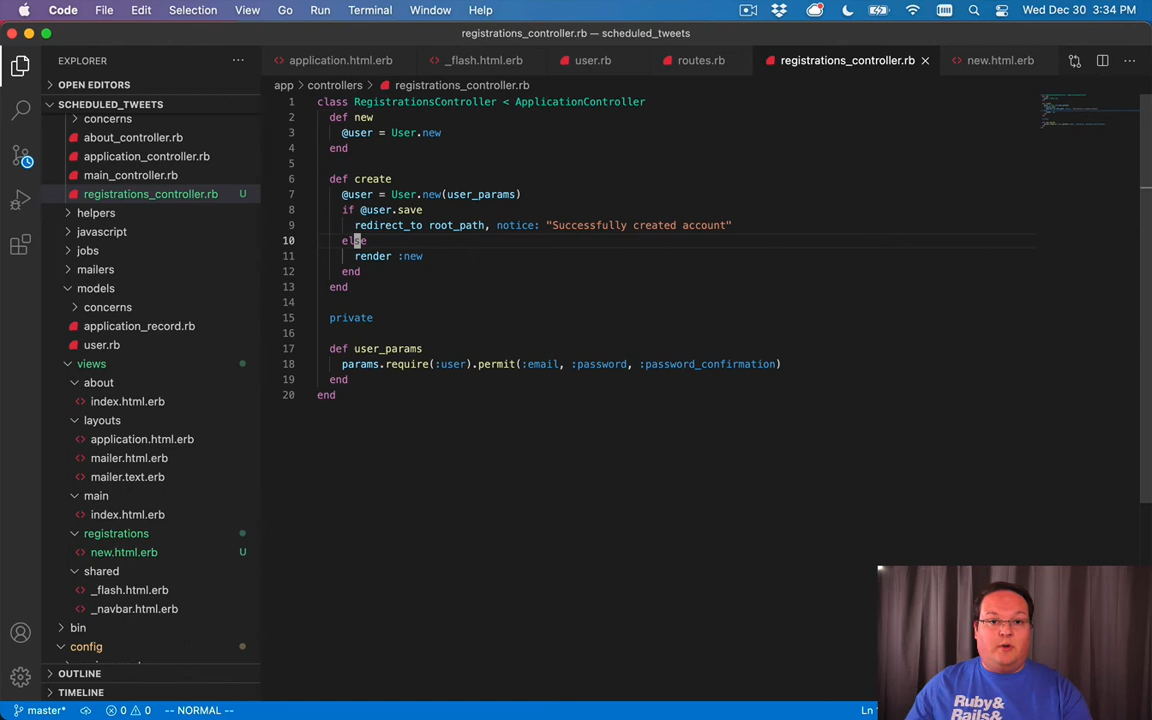 Code File Edit Selection View Go Run Terminal Window Help Wed Dec 30 3:34 PM
registrations_controller.rb — scheduled_tweets
EXPLORER
application.html.erb
_flash.html.erb
user.rb
routes.rb
registrations_controller.rb
new.html.erb
OPEN EDITORS
SCHEDULED_TWEETS
concerns
about_controller.rb
application_controller.rb
main_controller.rb
registrations_controller.rb U
helpers
javascript
jobs
mailers
models
concerns
application_record.rb
user.rb
views
about
index.html.erb
layouts
application.html.erb
mailer.html.erb
mailer.text.erb
main
index.html.erb
registrations
new.html.erb U
shared
_flash.html.erb
_navbar.html.erb
bin
config
OUTLINE
TIMELINE
app > controllers > registrations_controller.rb
1 class RegistrationsController < ApplicationController
2 def new
3 @user = User.new
4 end
5
6 def create
7 @user = User.new(user_params)
8 if @user.save
9 redirect_to root_path, notice: "Successfully created account"
10 else
11 render :new
12 end
13 end
14
15 private
16
17 def user_params
18 params.require(:user).permit(:email, :password, :password_confirmation)
19 end
20 end
master* 0 0 -- NORMAL -- Ln
Ruby&
Rails&